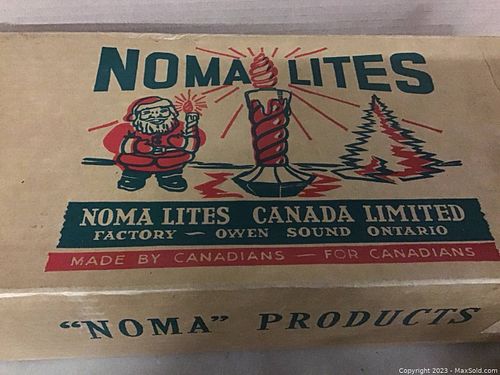 NOMA LITES
NOMA LITES CANADA LIMITED
FACTORY — OWEN SOUND ONTARIO
MADE BY CANADIANS — FOR CANADIANS
"NOMA" PRODUCTS
Copyright 2023 - MaxSold.com